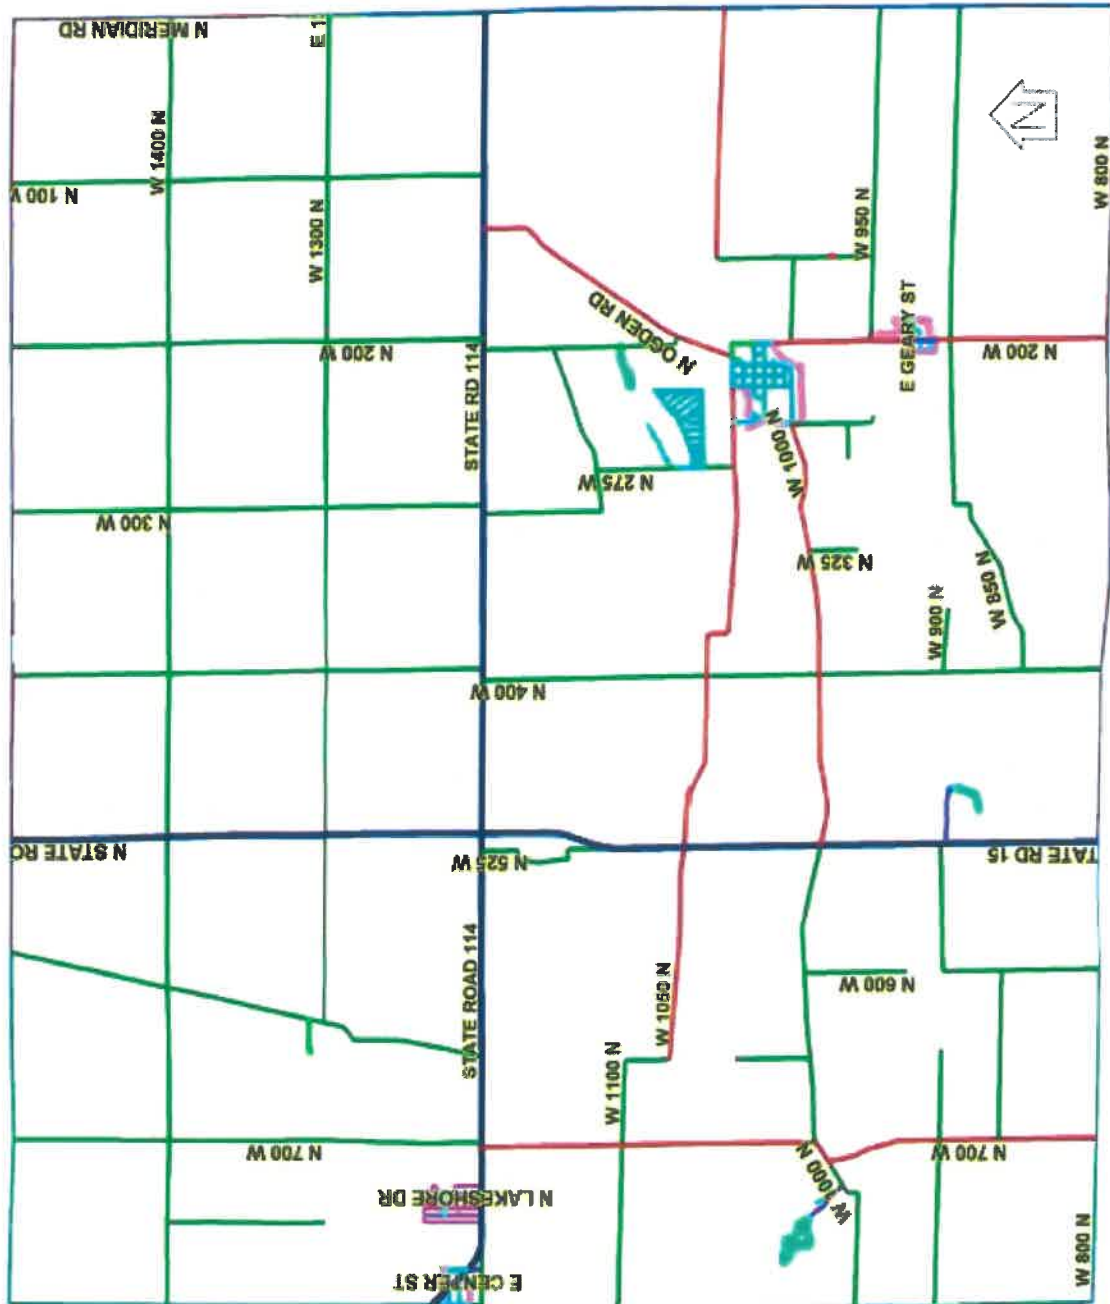 N MERIDIAN RD
E 1
W 1400 N
N 100 W
W 1300 N
W 800 N
W 950 N
N 200 W
N OGDEN RD
E GEARY ST
N 200 W
STATE RD 114
W 1000 N
N 275 W
N 300 W
N 325 W
W 850 N
W 900 N
N 400 W
N STATE RO
N 525 W
TATE RD 15
STATE ROAD 114
W 1050 N
N 600 W
W 1100 N
N 700 W
W 1000 N
N 700 W
N LAKESHORE DR
E CENTER ST
W 800 N
N